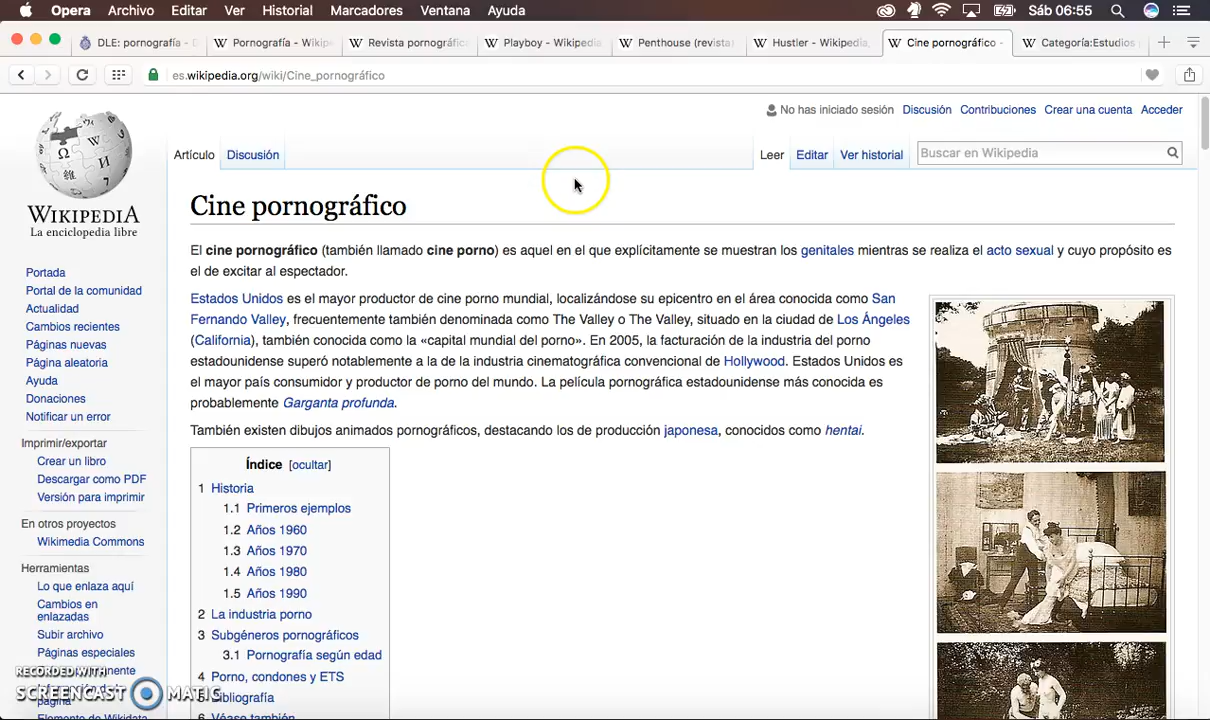 Opera Archivo Editar Ver Historial Marcadores Ventana Ayuda Sáb 06:55
DLE: pornografía - D Pornografía - Wikipe Revista pornográfica Playboy - Wikipedia Penthouse (revista) Hustler - Wikipedia, Cine pornográfico - Categoría:Estudios
es.wikipedia.org/wiki/Cine_pornográfico
No ha iniciado sesión Discusión Contribuciones Crear una cuenta Acceder
Artículo Discusión Leer Editar Ver historial Buscar en Wikipedia
WIKIPEDIA
La enciclopedia libre
Portada
Portal de la comunidad
Actualidad
Cambios recientes
Páginas nuevas
Página aleatoria
Ayuda
Donaciones
Notificar un error
Imprimir/exportar
Crear un libro
Descargar como PDF
Versión para imprimir
En otros proyectos
Wikimedia Commons
Herramientas
Lo que enlaza aquí
Cambios en
enlazadas
Subir archivo
Páginas especiales
página
Elemento de Wikidata
Cine pornográfico
El cine pornográfico (también llamado cine porno) es aquel en el que explícitamente se muestran los genitales mientras se realiza el acto sexual y cuyo propósito es
el de excitar al espectador.
Estados Unidos es el mayor productor de cine porno mundial, localizándose su epicentro en el área conocida como San
Fernando Valley, frecuentemente también denominada como The Valley o The Valley, situado en la ciudad de Los Ángeles
(California), también conocida como la «capital mundial del porno». En 2005, la facturación de la industria del porno
estadounidense superó notablemente a la de la industria cinematográfica convencional de Hollywood. Estados Unidos es
el mayor país consumidor y productor de porno del mundo. La película pornográfica estadounidense más conocida es
probablemente Garganta profunda.
También existen dibujos animados pornográficos, destacando los de producción japonesa, conocidos como hentai.
Índice [ocultar]
1 Historia
1.1 Primeros ejemplos
1.2 Años 1960
1.3 Años 1970
1.4 Años 1980
1.5 Años 1990
2 La industria porno
3 Subgéneros pornográficos
3.1 Pornografía según edad
4 Porno, condones y ETS
Bibliografía
6 Véase también
RECORDED WITH
SCREENCAST MATIC